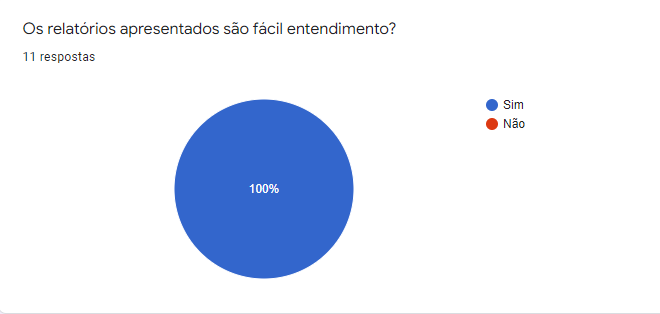 Os relatórios apresentados são fácil entendimento?
11 respostas
Sim
Não
100%